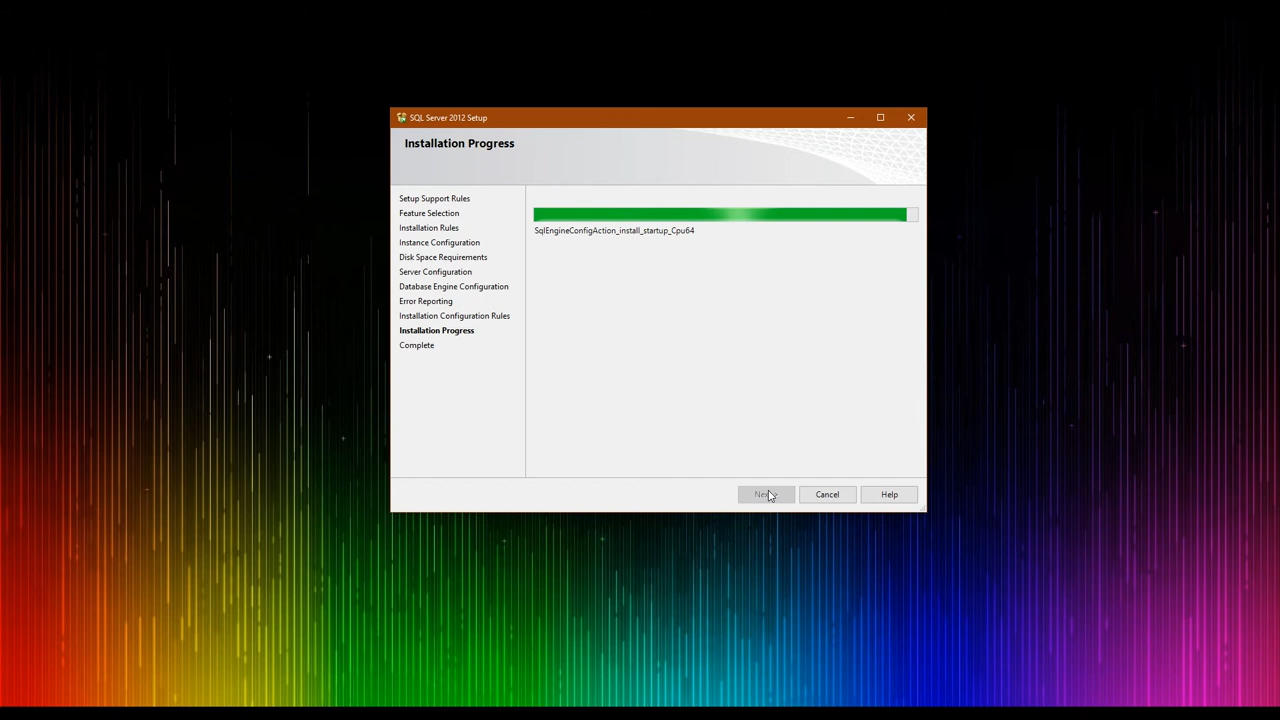 SQL Server 2012 Setup
Installation Progress
Setup Support Rules
Feature Selection
Installation Rules
Instance Configuration
Disk Space Requirements
Server Configuration
Database Engine Configuration
Error Reporting
Installation Configuration Rules
Installation Progress
Complete
SqlEngineConfigAction_install_startup_Cpu64
Cancel
Help